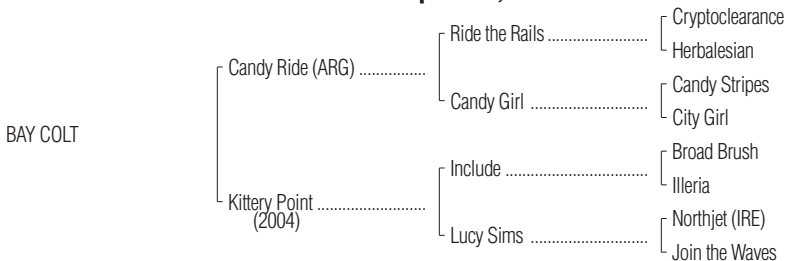 Cryptoclearance
Ride the Rails ........................
Herbalesian
Candy Ride (ARG) ................
Candy Stripes
Candy Girl ............................
City Girl
BAY COLT
Broad Brush
Include ..................................
Illeria
Kittery Point ..........................
(2004)
Northjet (IRE)
Lucy Sims ............................
Join the Waves